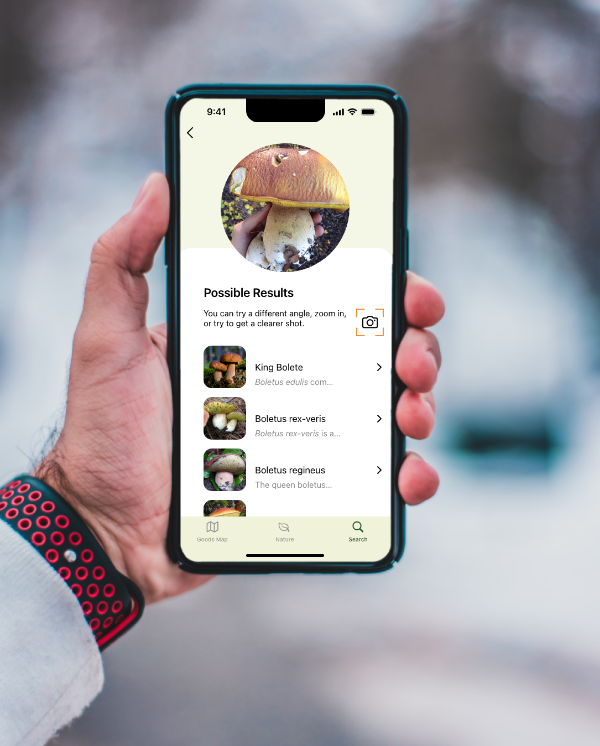 9:41
Possible Results
You can try a different angle, zoom in,
or try to get a clearer shot.
King Bolete
Boletus edulis com...
Boletus rex-veris
Boletus rex-veris is a...
Boletus regineus
The queen boletus...
Goods Map
Nature
Search